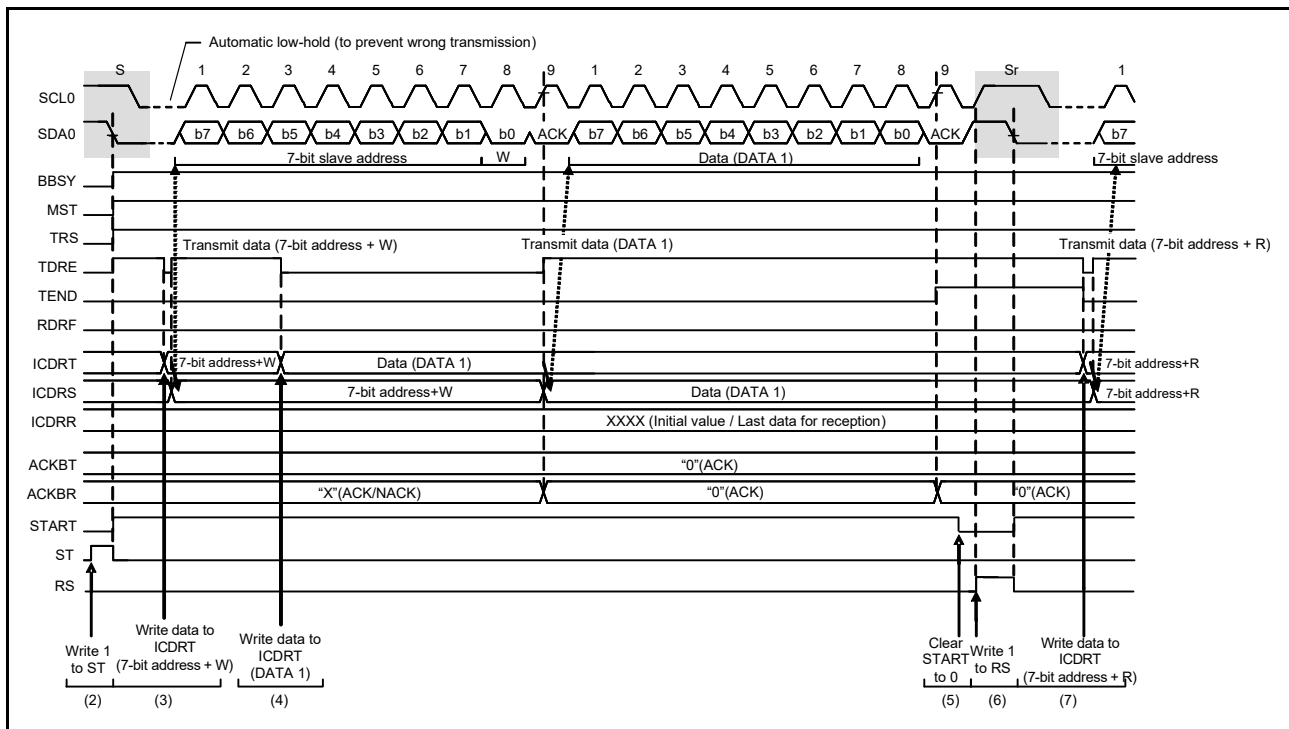 Automatic low-hold (to prevent wrong transmission)
S 1 2 3 4 5 6 7 8 9 1 2 3 4 5 6 7 8 9 Sr 1
SCL0
SDA0 b7 b6 b5 b4 b3 b2 b1 b0 ACK b7 b6 b5 b4 b3 b2 b1 b0 ACK b7
7-bit slave address W Data (DATA 1) 7-bit slave address
BBSY
MST
TRS
Transmit data (7-bit address + W) Transmit data (DATA 1) Transmit data (7-bit address + R)
TDRE
TEND
RDRF
ICDRT 7-bit address+W Data (DATA 1) 7-bit address+R
ICDRS 7-bit address+W Data (DATA 1) 7-bit address+R
ICDRR XXXX (Initial value / Last data for reception)
ACKBT “0”(ACK)
ACKBR “X”(ACK/NACK) “0”(ACK) “0”(ACK)
START
ST
RS
Write 1
to ST
Write data to
ICDRT
(7-bit address + W)
Write data to
ICDRT
(DATA 1)
Clear
START
to 0
Write 1
to RS
Write data to
ICDRT
(7-bit address + R)
(2) (3) (4) (5) (6) (7)